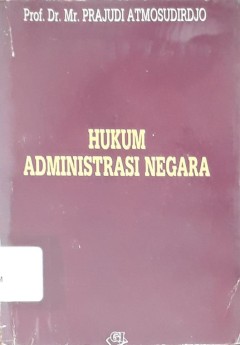 Prof. Dr. Mr. PRAJUDI ATMOSUDIRDJO
HUKUM
ADMINISTRASI NEGARA